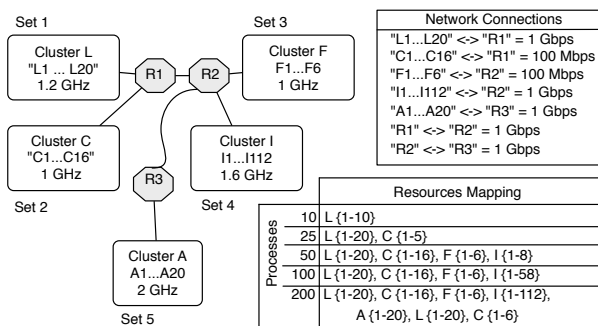 Set 1
Cluster L
"L1 ... L20"
1.2 GHz
R1
R2
Set 3
Cluster F
F1...F6
1 GHz
Cluster C
"C1...C16"
1 GHz
Set 2
R3
Cluster I
I1...I112
1.6 GHz
Set 4
Cluster A
A1...A20
2 GHz
Set 5
Network Connections
"L1...L20" <-> "R1" = 1 Gbps
"C1...C16" <-> "R1" = 100 Mbps
"F1...F6" <-> "R2" = 100 Mbps
"I1...I112" <-> "R2" = 1 Gbps
"A1...A20" <-> "R3" = 1 Gbps
"R1" <-> "R2" = 1 Gbps
"R2" <-> "R3" = 1 Gbps
Resources Mapping
Processes
10 L {1-10}
25 L {1-20}, C {1-5}
50 L {1-20}, C {1-16}, F {1-6}, I {1-8}
100 L {1-20}, C {1-16}, F {1-6}, I {1-58}
200 L {1-20}, C {1-16}, F {1-6}, I {1-112},
A {1-20}, L {1-20}, C {1-6}